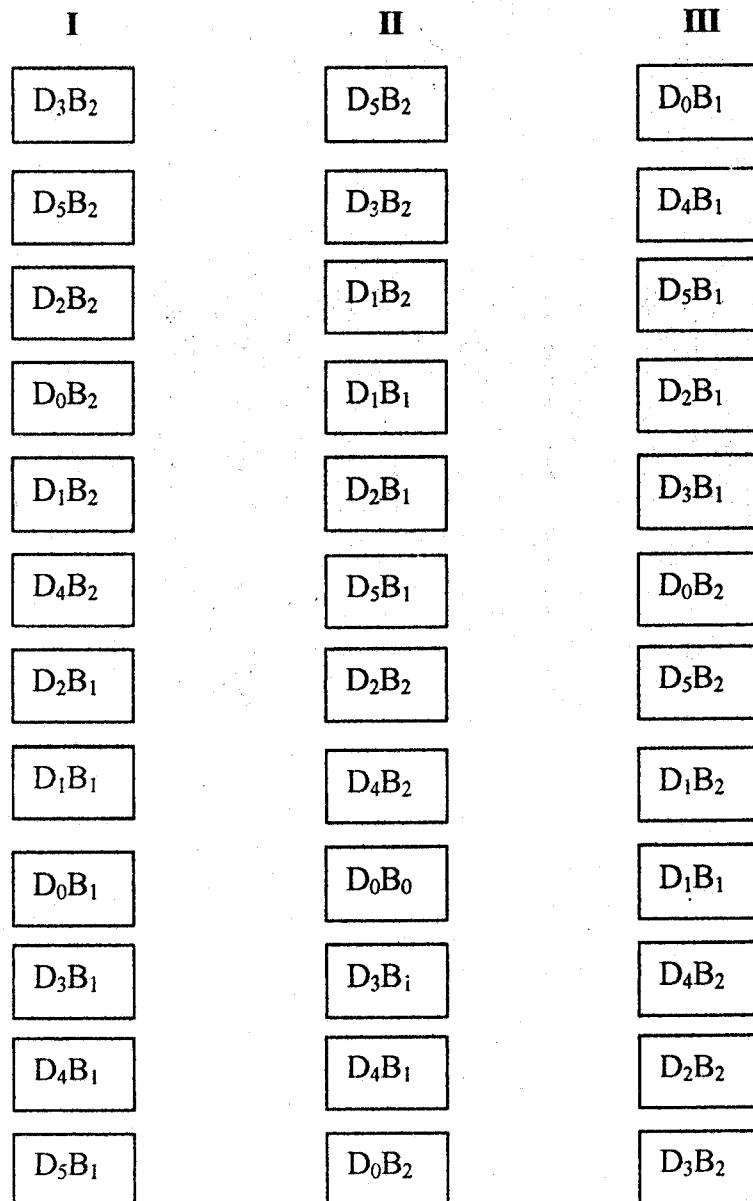 I II III
D₃B₂ D₅B₂ D₀B₁
D₅B₂ D₃B₂ D₄B₁
D₂B₂ D₁B₂ D₅B₁
D₀B₂ D₁B₁ D₂B₁
D₁B₂ D₂B₁ D₃B₁
D₄B₂ D₅B₁ D₀B₂
D₂B₁ D₂B₂ D₅B₂
D₁B₁ D₄B₂ D₁B₂
D₀B₁ D₀B₀ D₁B₁
D₃B₁ D₃Bᵢ D₄B₂
D₄B₁ D₄B₁ D₂B₂
D₅B₁ D₀B₂ D₃B₂